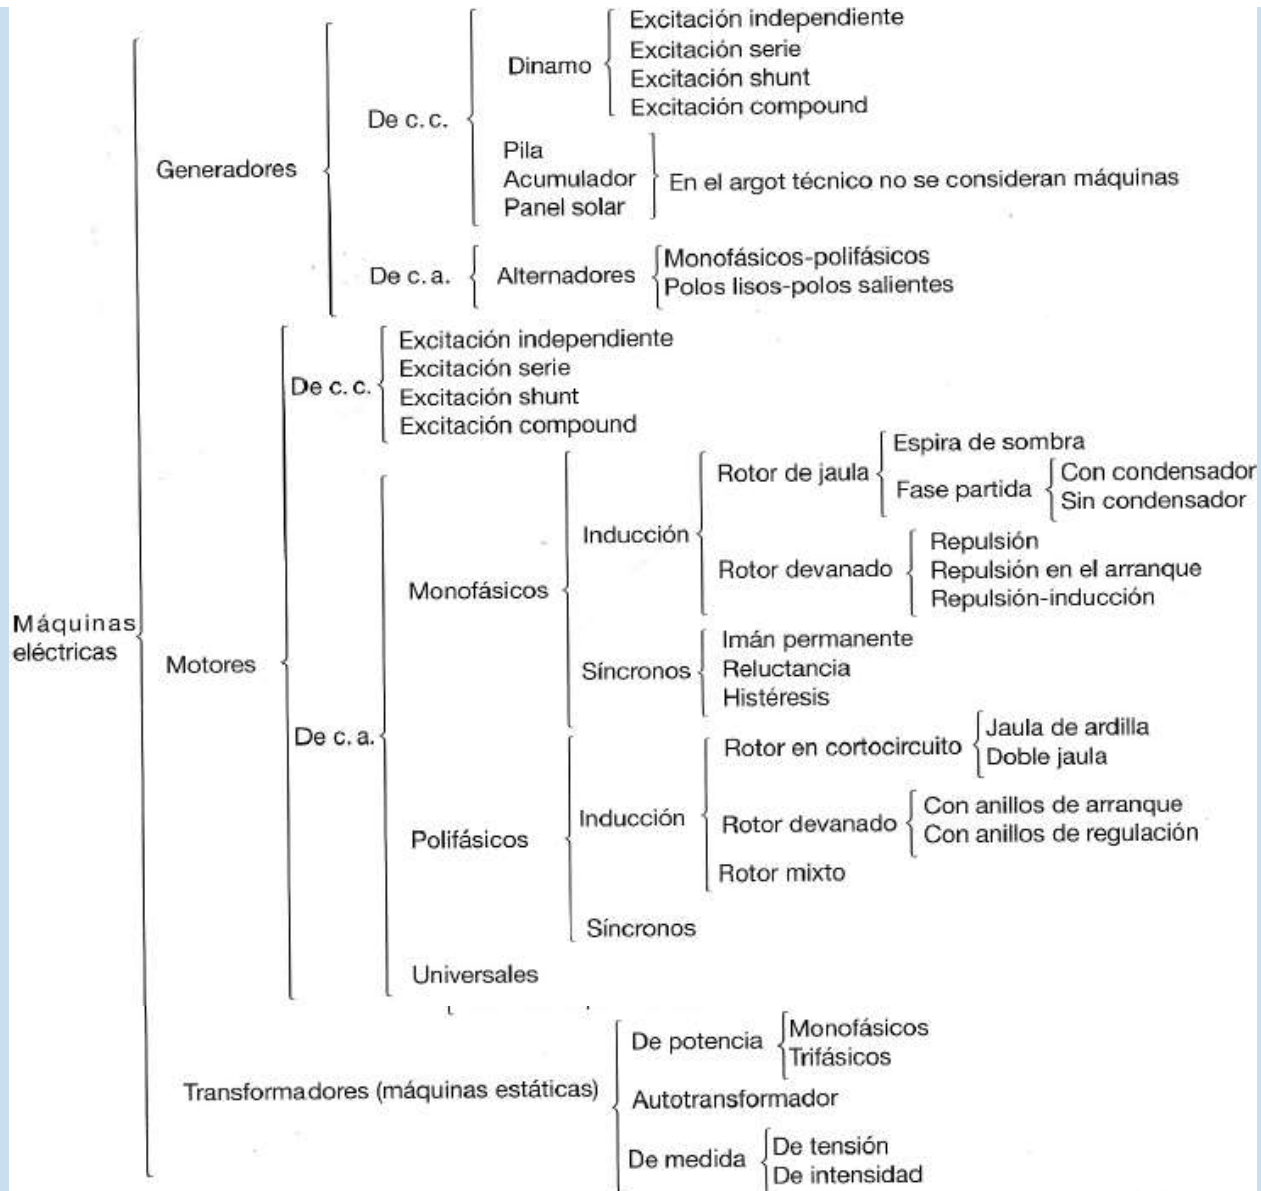 Excitación independiente
Excitación serie
Dinamo
Excitación shunt
Excitación compound
De c. c.
Pila
Generadores
Acumulador
En el argot técnico no se consideran máquinas
Panel solar
Monofásicos-polifásicos
De c. a.
Alternadores
Polos lisos-polos salientes
Excitación independiente
Excitación serie
De c. c.
Excitación shunt
Excitación compound
Espira de sombra
Rotor de jaula
Con condensador
Fase partida
Sin condensador
Inducción
Repulsión
Rotor devanado
Repulsión en el arranque
Monofásicos
Repulsión-inducción
Máquinas
eléctricas
Imán permanente
Motores
Síncronos
Reluctancia
Histéresis
De c. a.
Jaula de ardilla
Rotor en cortocircuito
Doble jaula
Con anillos de arranque
Inducción
Rotor devanado
Con anillos de regulación
Polifásicos
Rotor mixto
Síncronos
Universales
Monofásicos
De potencia
Trifásicos
Transformadores (máquinas estáticas)
Autotransformador
De tensión
De medida
De intensidad